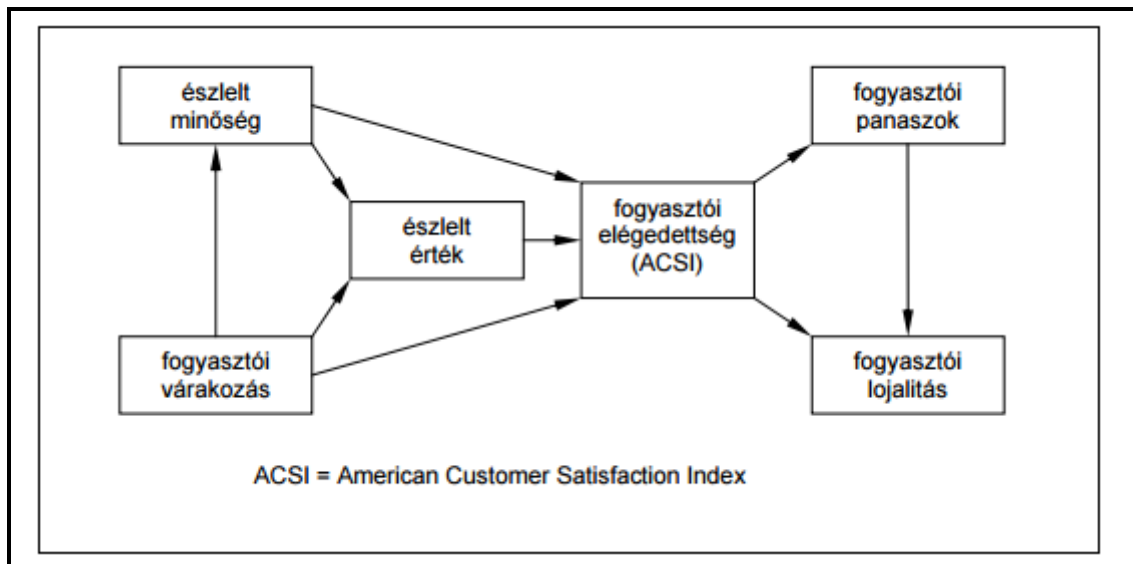 észlelt
minőség
fogyasztói
panaszok
észlelt
érték
fogyasztói
elégedettség
(ACSI)
fogyasztói
várakozás
fogyasztói
lojalitás
ACSI = American Customer Satisfaction Index